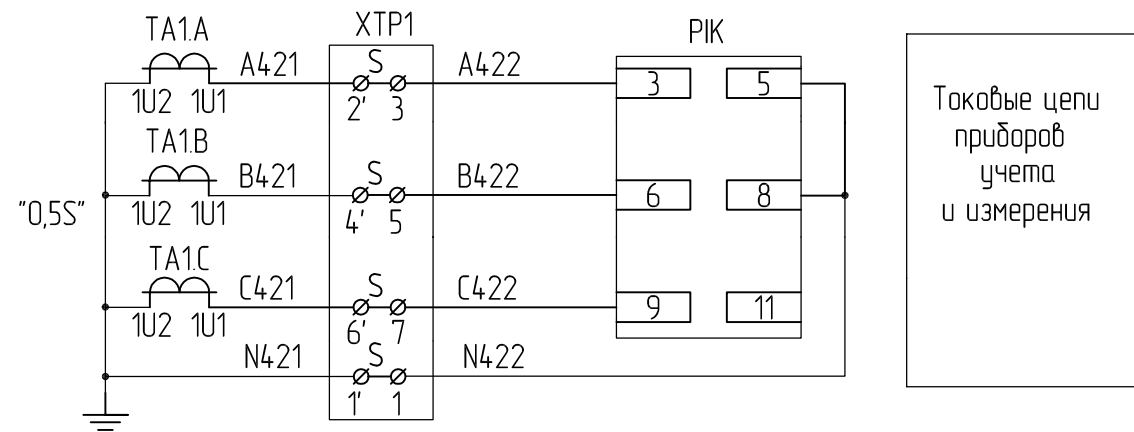 TA1.A
XTP1
PIK
A421
S
A422
3
5
1U2 1U1
2' 3
Токовые цепи
приборов
учета
и измерения
TA1.B
B421
S
B422
6
8
"0,5S"
1U2 1U1
4' 5
TA1.C
C421
S
C422
9
11
1U2 1U1
6' 7
N421
S
N422
1' 1